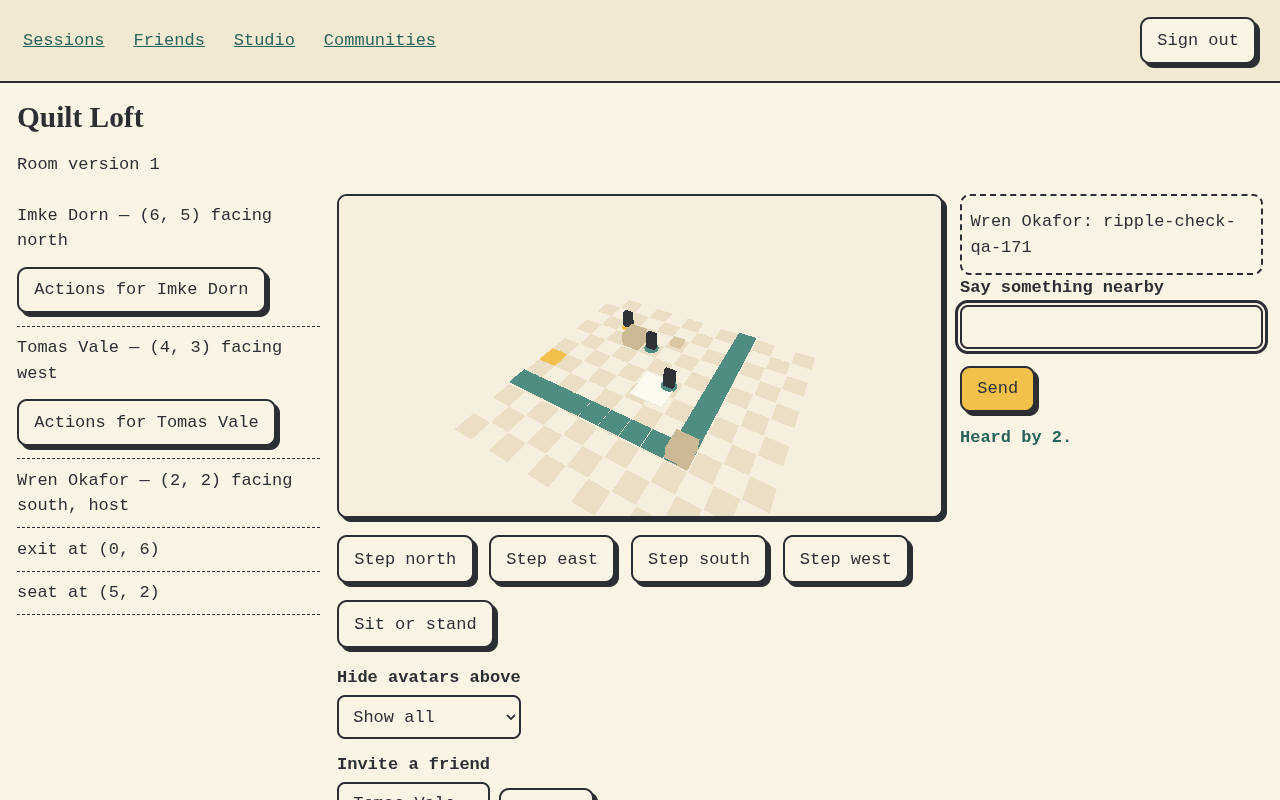 Sessions Friends Studio Communities Sign out
Quilt Loft
Room version 1
Imke Dorn — (6, 5) facing
north
Actions for Imke Dorn
Tomas Vale — (4, 3) facing
west
Actions for Tomas Vale
Wren Okafor — (2, 2) facing
south, host
exit at (0, 6)
seat at (5, 2)
Step north Step east Step south Step west
Sit or stand
Hide avatars above
Show all
Invite a friend
Tomas Vale
Wren Okafor: ripple-check-
qa-171
Say something nearby
Send
Heard by 2.